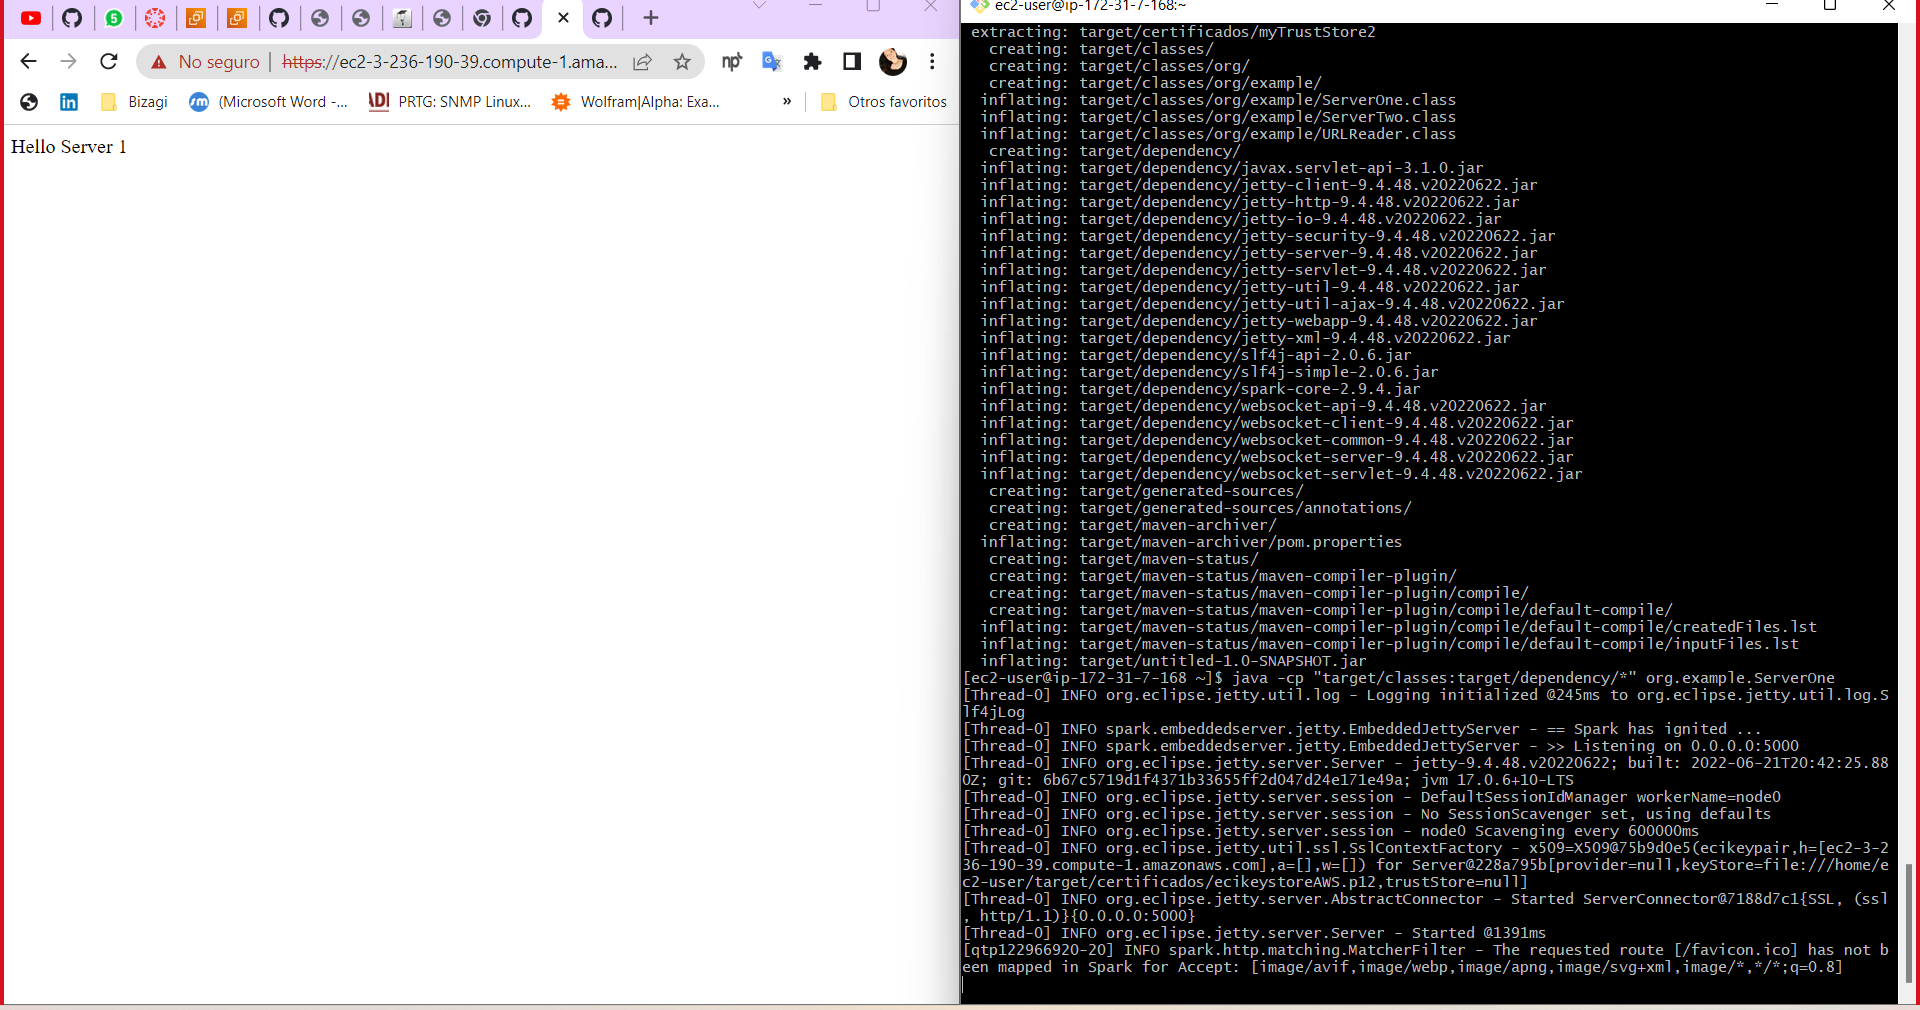 5
No seguro
https://ec2-3-236-190-39.compute-1.ama...
np
Bizagi
sm
(Microsoft Word -...
PRTG: SNMP Linux...
Wolfram|Alpha: Exa...
»
Otros favoritos
Hello Server 1
ec2-user@ip-172-31-7-168:~
extracting: target/certificados/myTrustStore2
creating: target/classes/
creating: target/classes/org/
creating: target/classes/org/example/
inflating: target/classes/org/example/ServerOne.class
inflating: target/classes/org/example/ServerTwo.class
inflating: target/classes/org/example/URLReader.class
creating: target/dependency/
inflating: target/dependency/javax.servlet-api-3.1.0.jar
inflating: target/dependency/jetty-client-9.4.48.v20220622.jar
inflating: target/dependency/jetty-http-9.4.48.v20220622.jar
inflating: target/dependency/jetty-io-9.4.48.v20220622.jar
inflating: target/dependency/jetty-security-9.4.48.v20220622.jar
inflating: target/dependency/jetty-server-9.4.48.v20220622.jar
inflating: target/dependency/jetty-servlet-9.4.48.v20220622.jar
inflating: target/dependency/jetty-util-9.4.48.v20220622.jar
inflating: target/dependency/jetty-util-ajax-9.4.48.v20220622.jar
inflating: target/dependency/jetty-webapp-9.4.48.v20220622.jar
inflating: target/dependency/jetty-xml-9.4.48.v20220622.jar
inflating: target/dependency/slf4j-api-2.0.6.jar
inflating: target/dependency/slf4j-simple-2.0.6.jar
inflating: target/dependency/spark-core-2.9.4.jar
inflating: target/dependency/websocket-api-9.4.48.v20220622.jar
inflating: target/dependency/websocket-client-9.4.48.v20220622.jar
inflating: target/dependency/websocket-common-9.4.48.v20220622.jar
inflating: target/dependency/websocket-server-9.4.48.v20220622.jar
inflating: target/dependency/websocket-servlet-9.4.48.v20220622.jar
creating: target/generated-sources/
creating: target/generated-sources/annotations/
creating: target/maven-archiver/
inflating: target/maven-archiver/pom.properties
creating: target/maven-status/
creating: target/maven-status/maven-compiler-plugin/
creating: target/maven-status/maven-compiler-plugin/compile/
creating: target/maven-status/maven-compiler-plugin/compile/default-compile/
inflating: target/maven-status/maven-compiler-plugin/compile/default-compile/createdFiles.lst
inflating: target/maven-status/maven-compiler-plugin/compile/default-compile/inputFiles.lst
inflating: target/untitled-1.0-SNAPSHOT.jar
[ec2-user@ip-172-31-7-168 ~]$ java -cp "target/classes:target/dependency/*" org.example.ServerOne
[Thread-0] INFO org.eclipse.jetty.util.log - Logging initialized @245ms to org.eclipse.jetty.util.log.S
lf4jLog
[Thread-0] INFO spark.embeddedserver.jetty.EmbeddedJettyServer - == Spark has ignited ...
[Thread-0] INFO spark.embeddedserver.jetty.EmbeddedJettyServer - >> Listening on 0.0.0.0:5000
[Thread-0] INFO org.eclipse.jetty.server.Server - jetty-9.4.48.v20220622; built: 2022-06-21T20:42:25.88
0Z; git: 6b67c5719d1f4371b33655ff2d047d24e171e49a; jvm 17.0.6+10-LTS
[Thread-0] INFO org.eclipse.jetty.server.session - DefaultSessionIdManager workerName=node0
[Thread-0] INFO org.eclipse.jetty.server.session - No SessionScavenger set, using defaults
[Thread-0] INFO org.eclipse.jetty.server.session - node0 Scavenging every 600000ms
[Thread-0] INFO org.eclipse.jetty.util.ssl.SslContextFactory - x509=X509@75b9d0e5(ecikeypair,h=[ec2-3-2
36-190-39.compute-1.amazonaws.com],a=[],w=[]) for Server@228a795b[provider=null,keyStore=file:///home/e
c2-user/target/certificados/ecikeystoreAWS.p12,trustStore=null]
[Thread-0] INFO org.eclipse.jetty.server.AbstractConnector - Started ServerConnector@7188d7c1{SSL, (ssl
, http/1.1)}{0.0.0.0:5000}
[Thread-0] INFO org.eclipse.jetty.server.Server - Started @1391ms
[qtp122966920-20] INFO spark.http.matching.MatcherFilter - The requested route [/favicon.ico] has not b
een mapped in Spark for Accept: [image/avif,image/webp,image/apng,image/svg+xml,image/*,*/*;q=0.8]